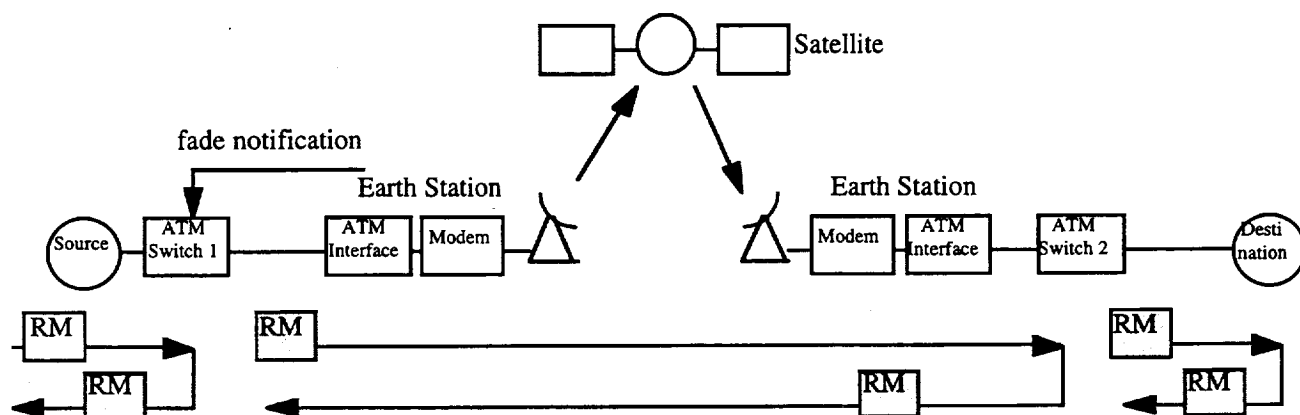 Satellite
fade notification
Earth Station
Earth Station
Source
ATM
Switch 1
ATM
Interface
Modem
Modem
ATM
Interface
ATM
Switch 2
Desti
nation
RM
RM
RM
RM
RM
RM